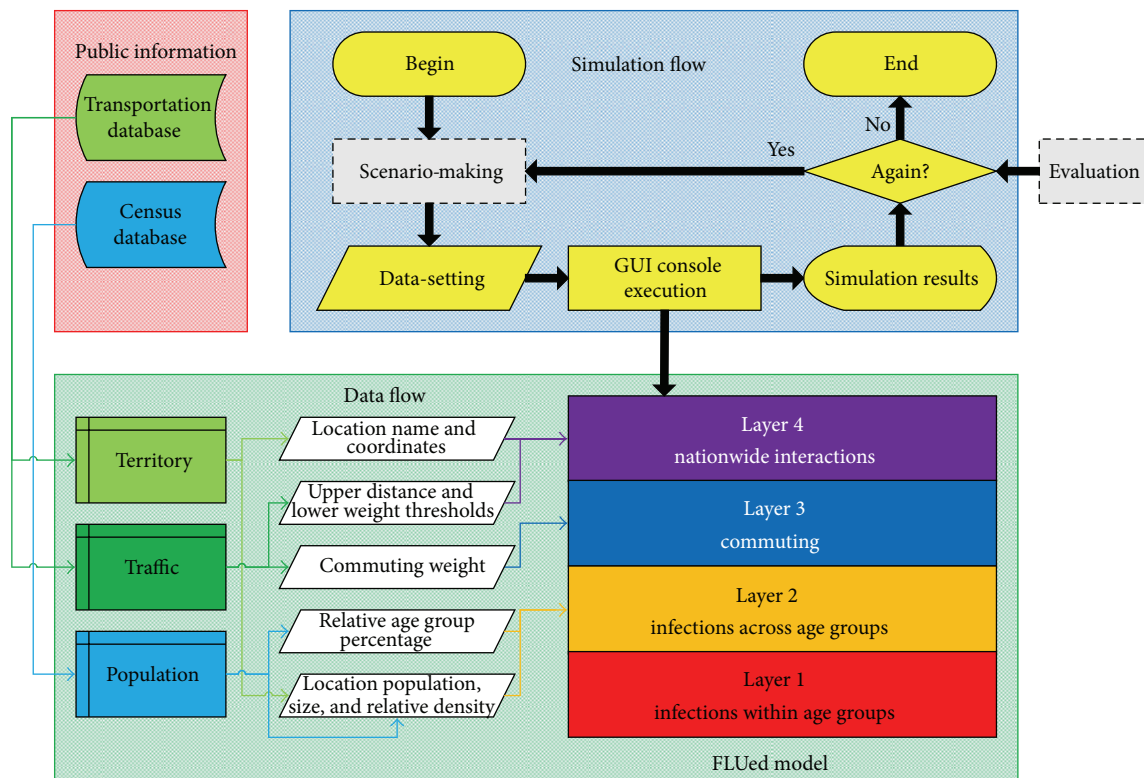 Public information
Transportation
database
Census
database
Simulation flow
Begin
End
No
Yes
Scenario-making
Again?
Evaluation
Data-setting
GUI console
execution
Simulation results
Data flow
Territory
Traffic
Population
Location name and
coordinates
Upper distance and
lower weight thresholds
Commuting weight
Relative age group
percentage
Location population,
size, and relative density
Layer 4
nationwide interactions
Layer 3
commuting
Layer 2
infections across age groups
Layer 1
infections within age groups
FLUed model